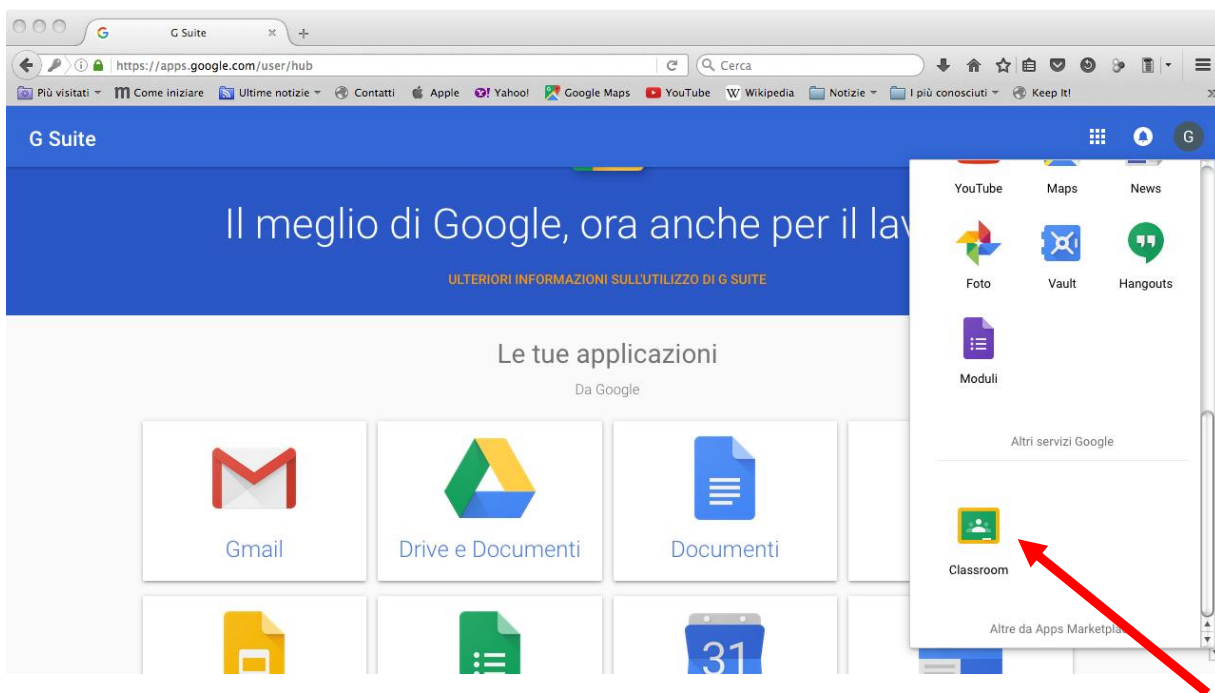 G Suite
https://apps.google.com/user/hub
Cerca
Più visitati
Come iniziare
Ultime notizie
Contatti
Apple
Yahoo!
Google Maps
YouTube
Wikipedia
Notizie
I più conosciuti
Keep It!
G Suite
G
Il meglio di Google, ora anche per il lav
ULTERIORI INFORMAZIONI SULL'UTILIZZO DI G SUITE
Le tue applicazioni
Da Google
Gmail
Drive e Documenti
Documenti
31
YouTube
Maps
News
Foto
Vault
Hangouts
Moduli
Altri servizi Google
Classroom
Altre da Apps